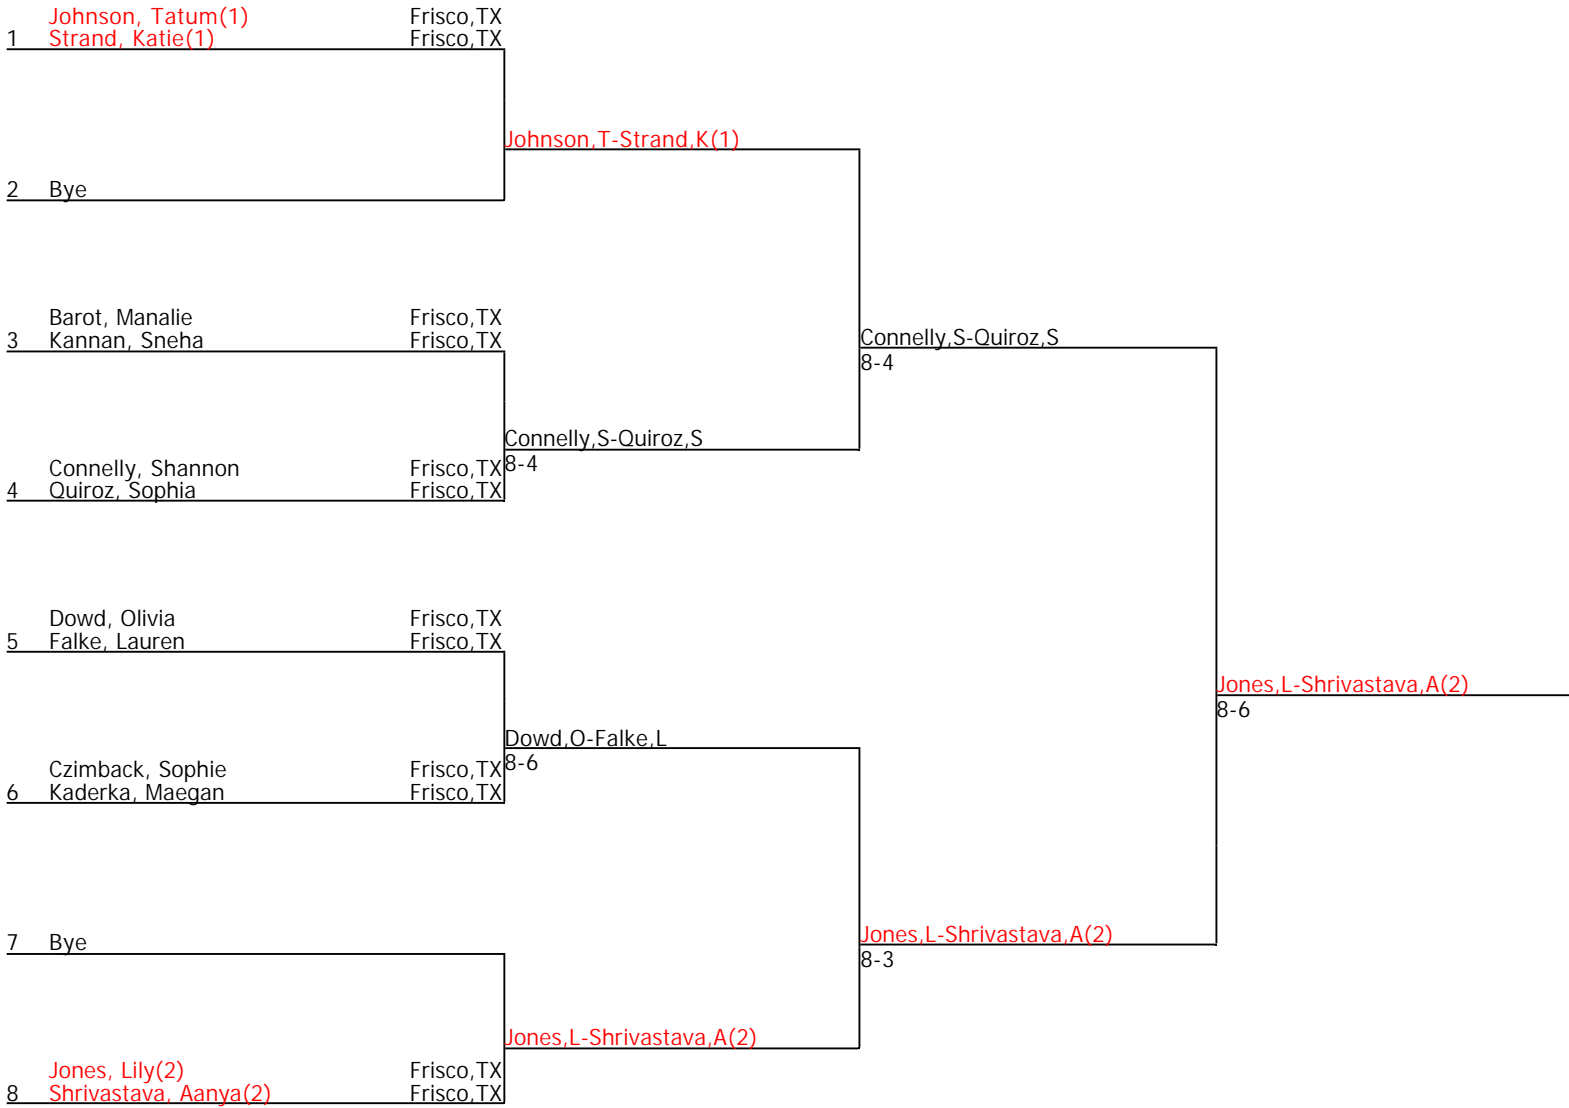 Johnson, Tatum(1) Frisco,TX
1 Strand, Katie(1) Frisco,TX
Johnson,T-Strand,K(1)
2 Bye
Barot, Manalie Frisco,TX
3 Kannan, Sneha Frisco,TX
Connelly,S-Quiroz,S
8-4
Connelly,S-Quiroz,S
8-4
Connelly, Shannon Frisco,TX
4 Quiroz, Sophia Frisco,TX
Dowd, Olivia Frisco,TX
5 Falke, Lauren Frisco,TX
Jones,L-Shrivastava,A(2)
8-6
Dowd,O-Falke,L
8-6
Czimback, Sophie Frisco,TX
6 Kaderka, Maegan Frisco,TX
7 Bye
Jones,L-Shrivastava,A(2)
8-3
Jones,L-Shrivastava,A(2)
Jones, Lily(2) Frisco,TX
8 Shrivastava, Aanya(2) Frisco,TX